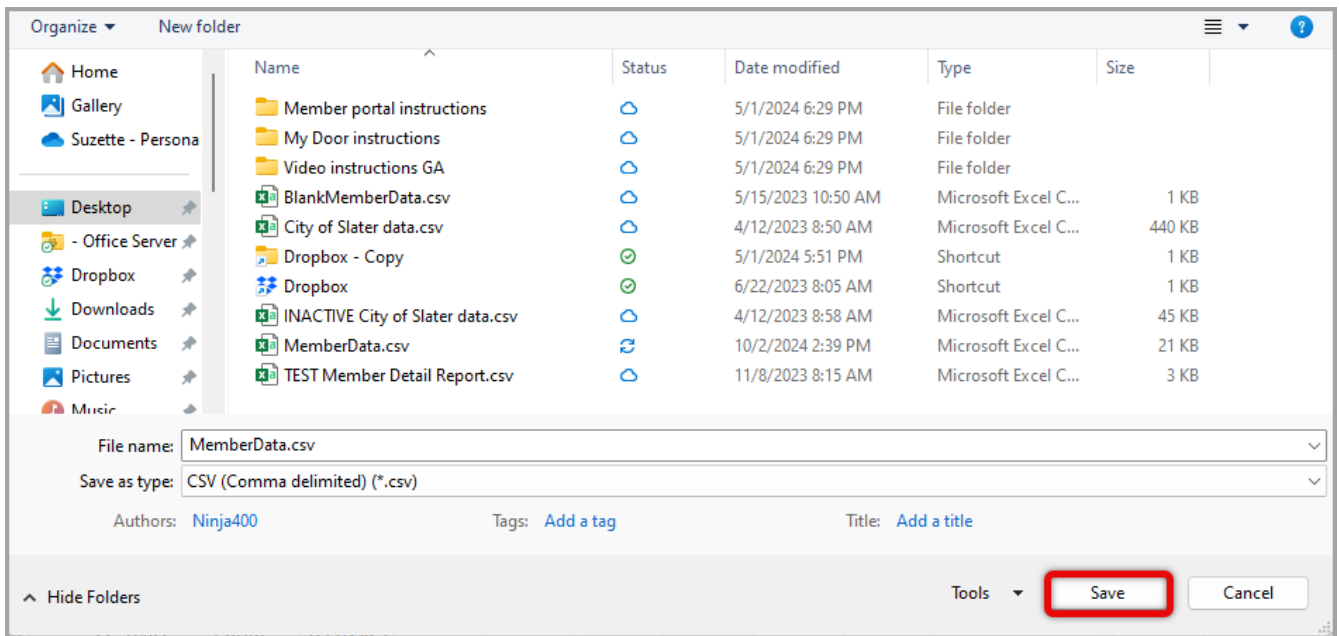 Organize New folder
Name Status Date modified Type Size
Home
Gallery
Suzette - Persona
Desktop
- Office Server
Dropbox
Downloads
Documents
Pictures
Music
Member portal instructions 5/1/2024 6:29 PM File folder
My Door instructions 5/1/2024 6:29 PM File folder
Video instructions GA 5/1/2024 6:29 PM File folder
BlankMemberData.csv 5/15/2023 10:50 AM Microsoft Excel C... 1 KB
City of Slater data.csv 4/12/2023 8:50 AM Microsoft Excel C... 440 KB
Dropbox - Copy 5/1/2024 5:51 PM Shortcut 1 KB
Dropbox 6/22/2023 8:05 AM Shortcut 1 KB
INACTIVE City of Slater data.csv 4/12/2023 8:58 AM Microsoft Excel C... 45 KB
MemberData.csv 10/2/2024 2:39 PM Microsoft Excel C... 21 KB
TEST Member Detail Report.csv 11/8/2023 8:15 AM Microsoft Excel C... 3 KB
File name: MemberData.csv
Save as type: CSV (Comma delimited) (*.csv)
Authors: Ninja400 Tags: Add a tag Title: Add a title
Hide Folders Tools Save Cancel